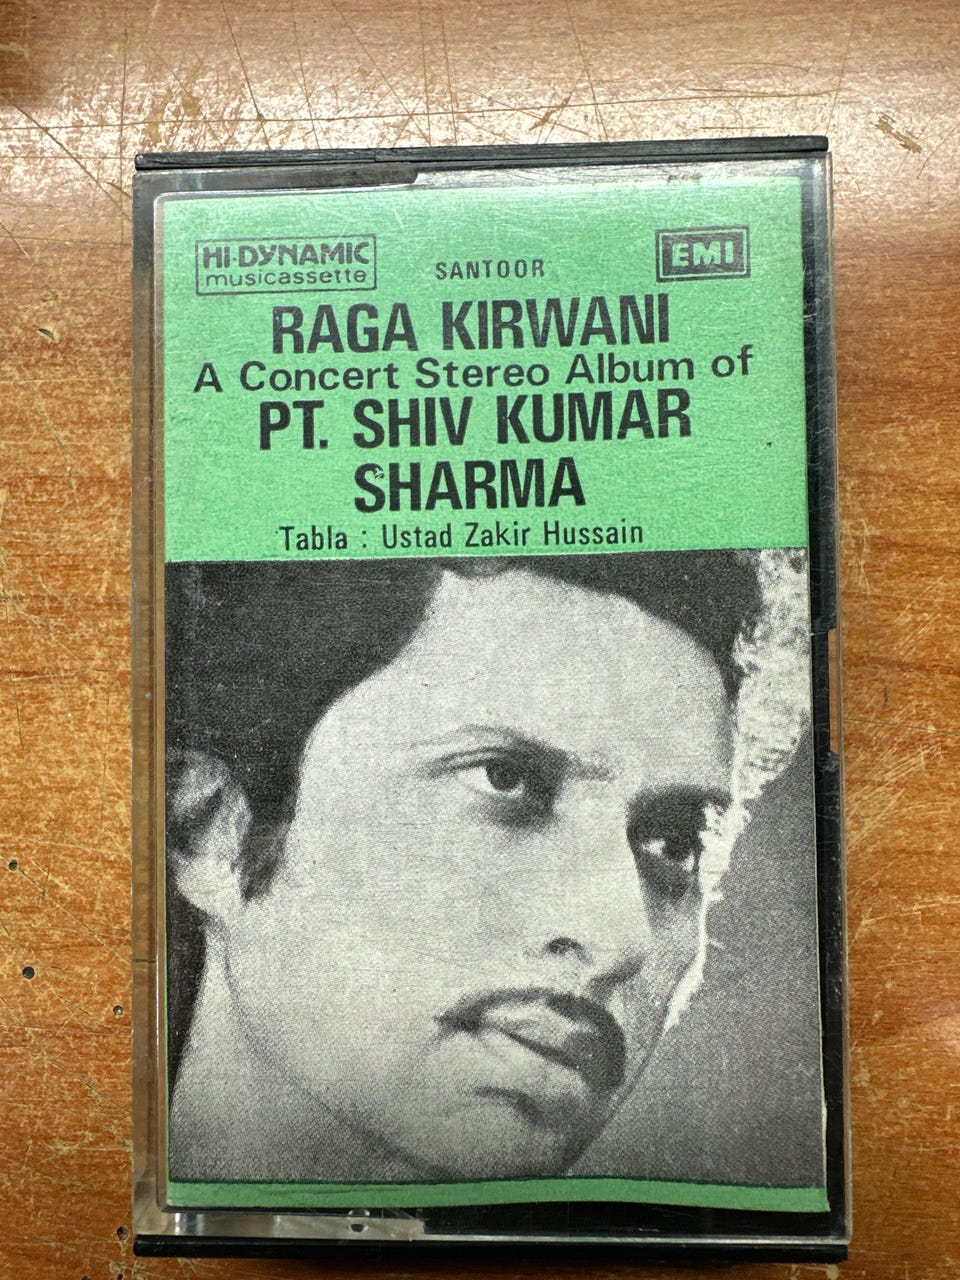 HI-DYNAMIC
musicassette
SANTOOR
EMI
RAGA KIRWANI
A Concert Stereo Album of
PT. SHIV KUMAR
SHARMA
Tabla : Ustad Zakir Hussain